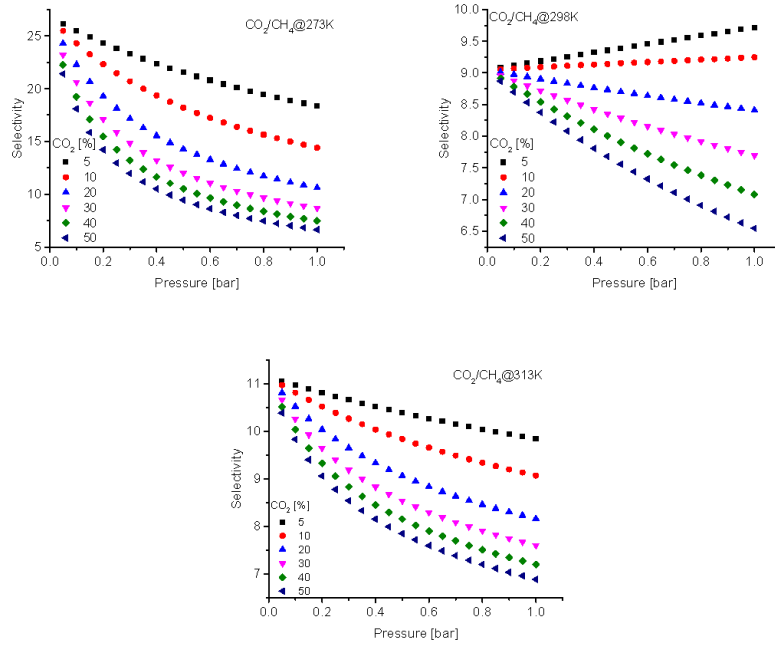 CO2/CH4@273K
25
20
15
10
5
Selectivity
CO2 [%]
5
10
20
30
40
50
0.0 0.2 0.4 0.6 0.8 1.0
Pressure [bar]
CO2/CH4@298K
10.0
9.5
9.0
8.5
8.0
7.5
7.0
6.5
Selectivity
CO2 [%]
5
10
20
30
40
50
0.0 0.2 0.4 0.6 0.8 1.0
Pressure [bar]
CO2/CH4@313K
11
10
9
8
7
Selectivity
CO2 [%]
5
10
20
30
40
50
0.0 0.2 0.4 0.6 0.8 1.0
Pressure [bar]